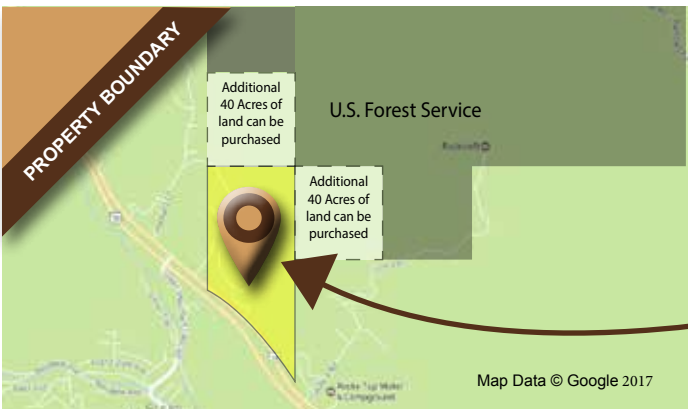 PROPERTY BOUNDARY
Additional
40 Acres of
land can be
purchased
U.S. Forest Service
Additional
40 Acres of
land can be
purchased
& Campground
Map Data © Google 2017